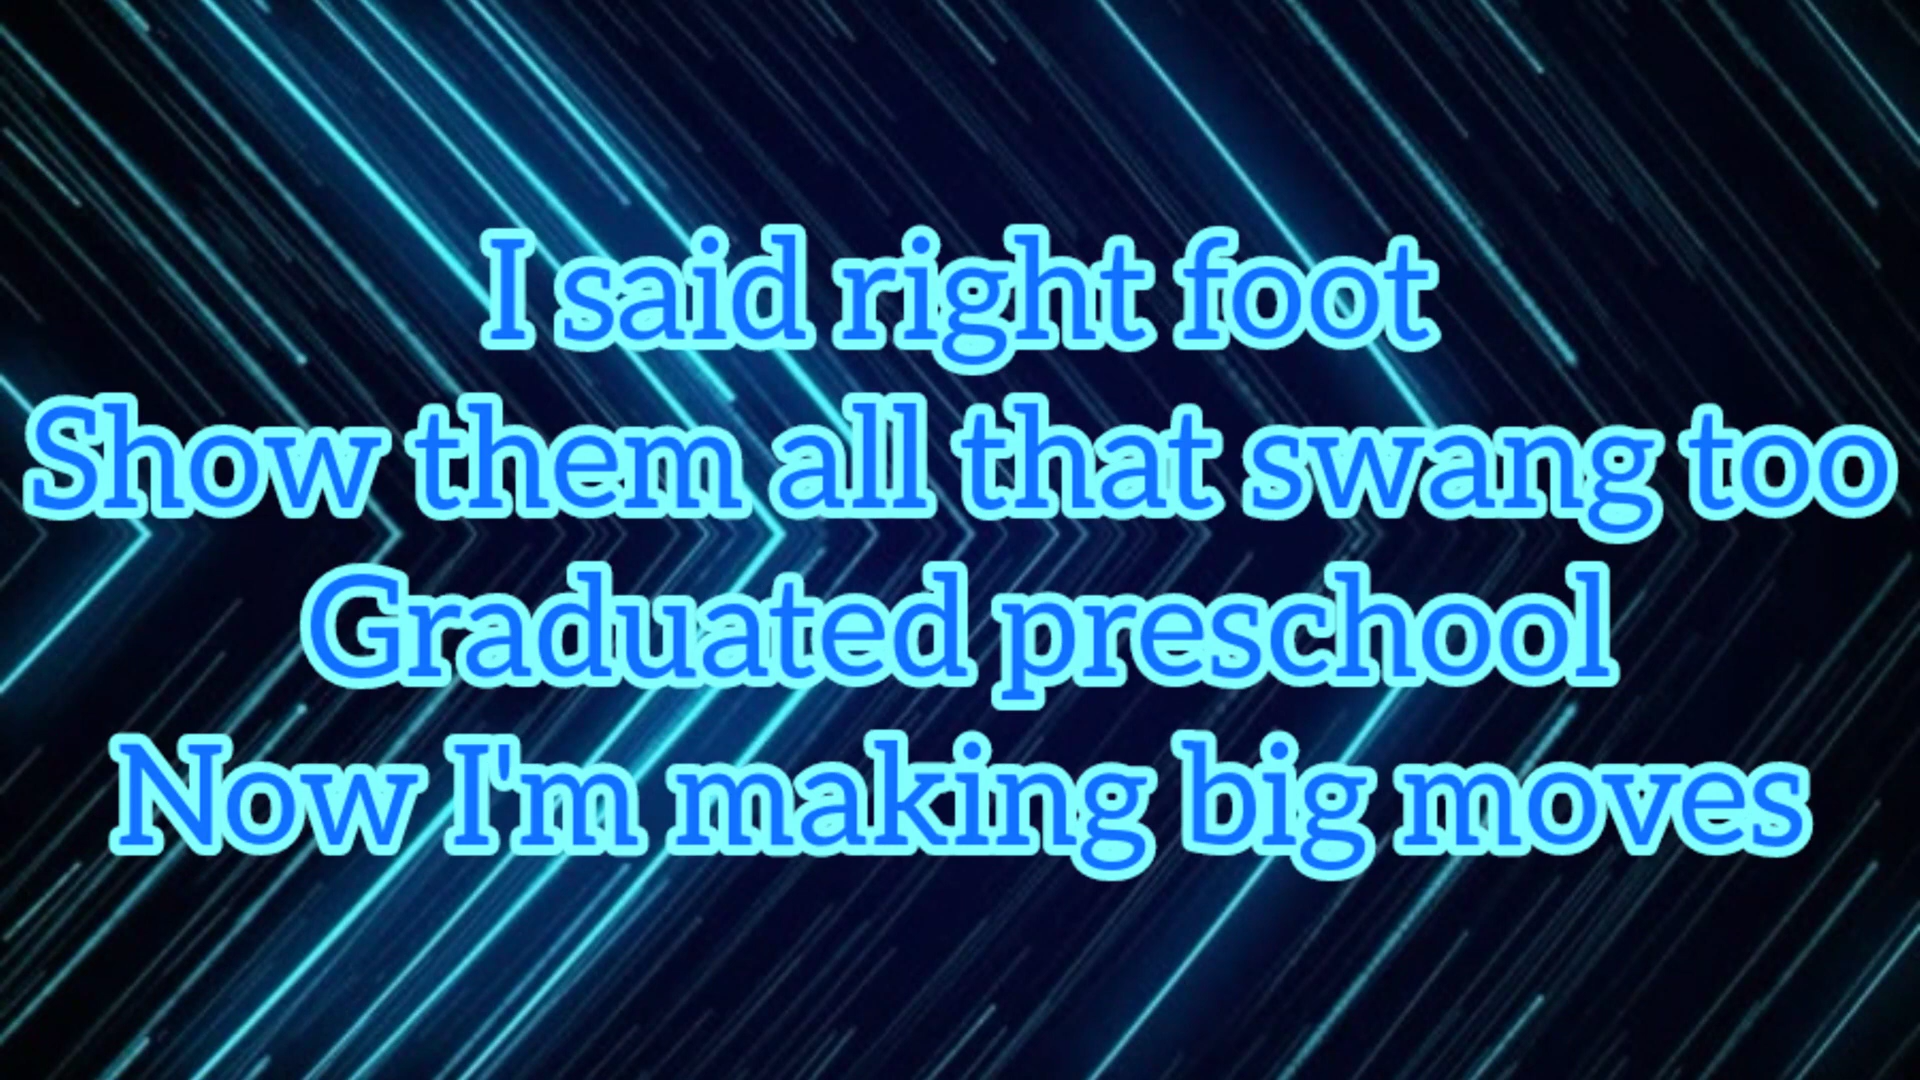 I said right foot
Show them all that swang too
Graduated preschool
Now I'm making big moves